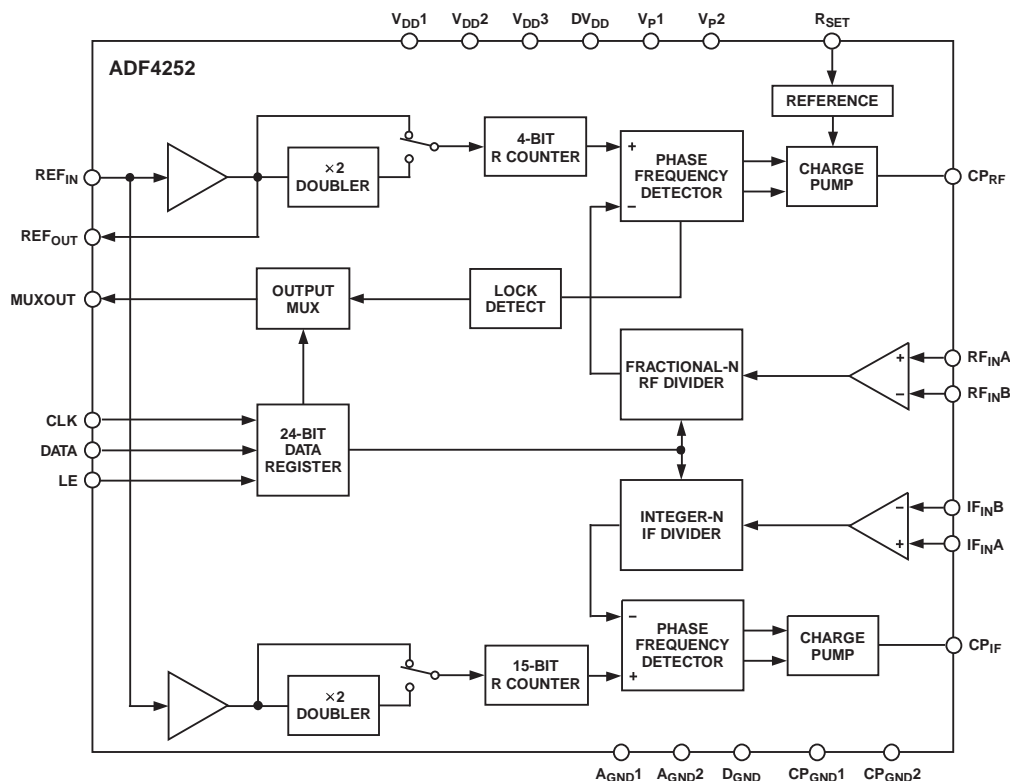 VDD1 VDD2 VDD3 DVDD VP1 VP2 RSET
ADF4252
REFERENCE
4-BIT
R COUNTER
+
−
PHASE
FREQUENCY
DETECTOR
CHARGE
PUMP
CPRF
REFIN
×2
DOUBLER
REFOUT
MUXOUT
OUTPUT
MUX
LOCK
DETECT
FRACTIONAL-N
RF DIVIDER
+
−
RFINA
RFINB
CLK
DATA
LE
24-BIT
DATA
REGISTER
INTEGER-N
IF DIVIDER
−
+
IFINB
IFINA
−
+
PHASE
FREQUENCY
DETECTOR
CHARGE
PUMP
CPIF
15-BIT
R COUNTER
×2
DOUBLER
AGND1 AGND2 DGND CPGND1 CPGND2